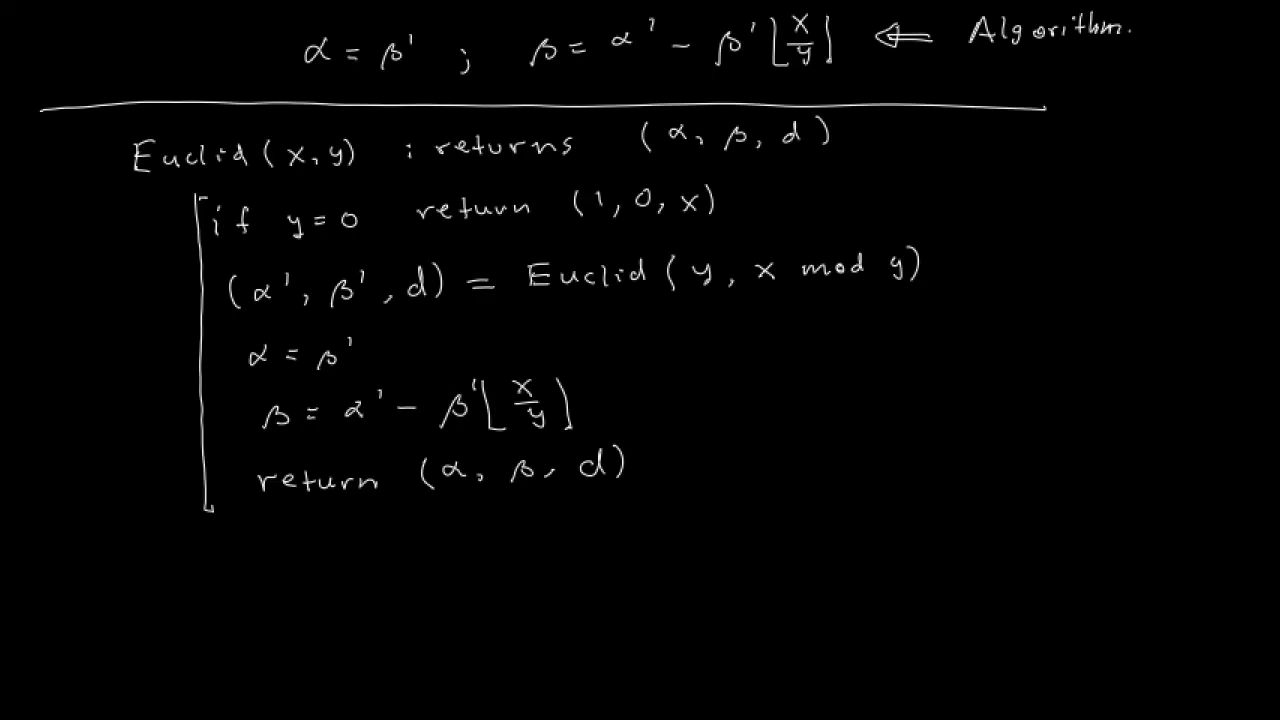 α = β' ; β = α' - β' ⌊x/y⌋ ⇐ Algorithm.
Euclid(x, y) : returns (α, β, d)
if y = 0 return (1, 0, x)
(α', β', d) = Euclid(y, x mod y)
α = β'
β = α' - β'⌊x/y⌋
return (α, β, d)